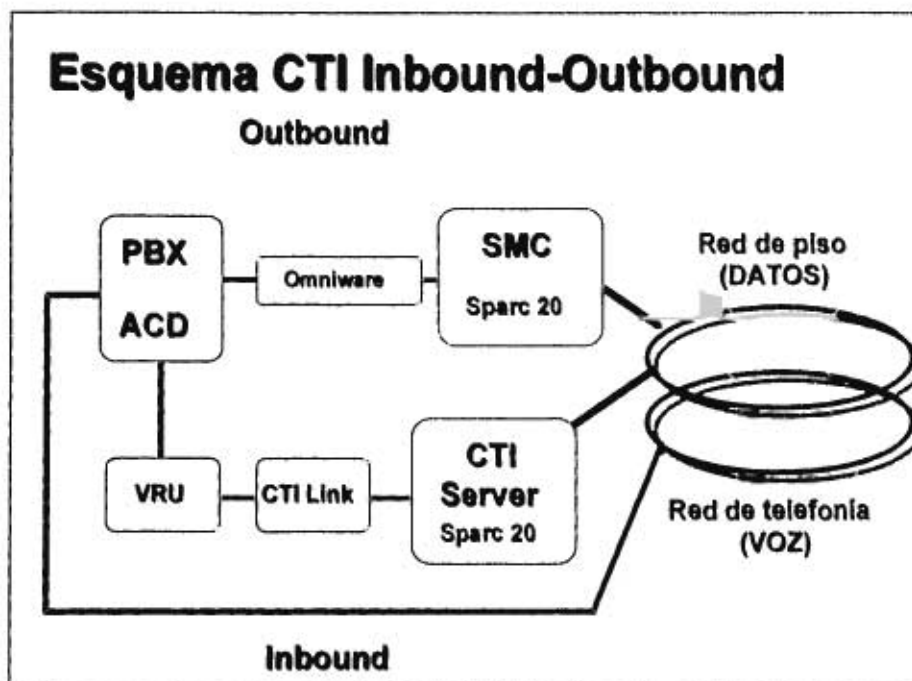 Esquema CTI Inbound-Outbound
Outbound
PBX
ACD
Omniware
SMC
Sparc 20
Red de piso
(DATOS)
VRU
CTI Link
CTI
Server
Sparc 20
Red de telefonía
(VOZ)
Inbound